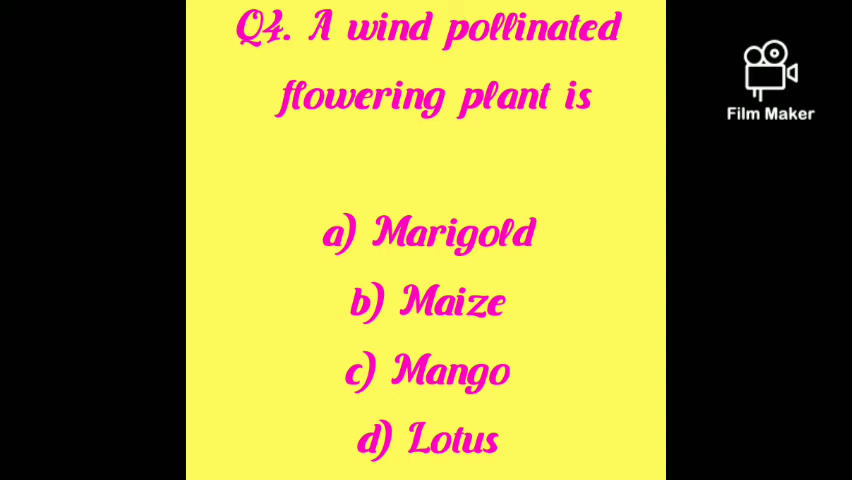 Q4. A wind pollinated
flowering plant is
a) Marigold
b) Maize
c) Mango
d) Lotus
Film Maker